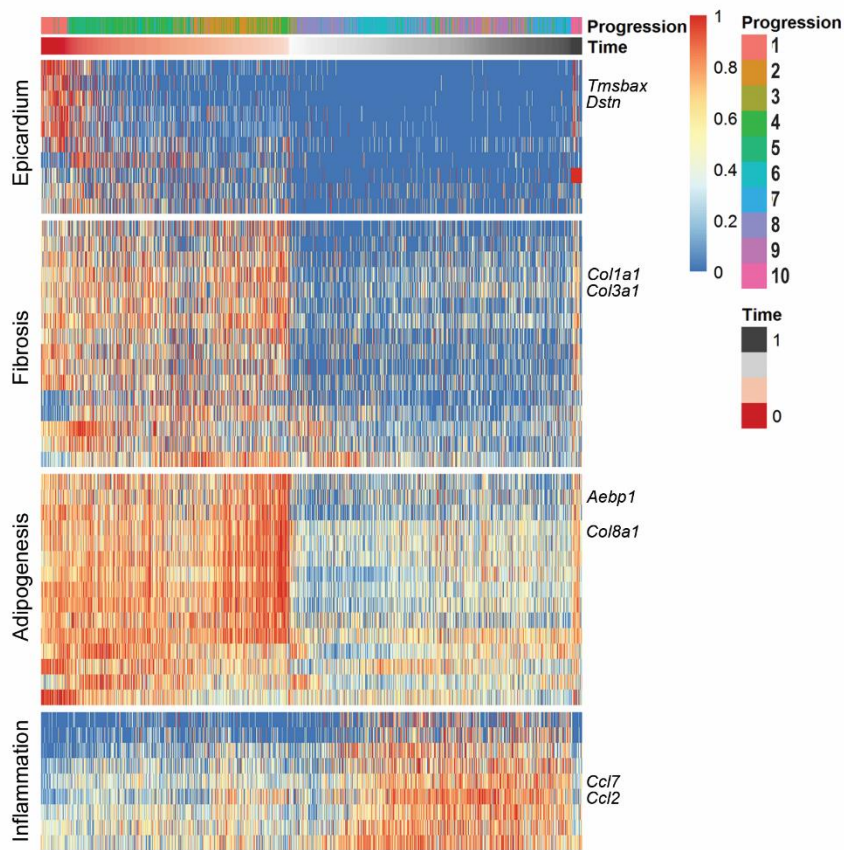 Progression
Time
1
0.8
0.6
0.4
0.2
0
Progression
1
2
3
4
5
6
7
8
9
10
Time
1
0
Epicardium
Tmsbax
Dstn
Fibrosis
Col1a1
Col3a1
Adipogenesis
Aebp1
Col8a1
Inflammation
Ccl7
Ccl2